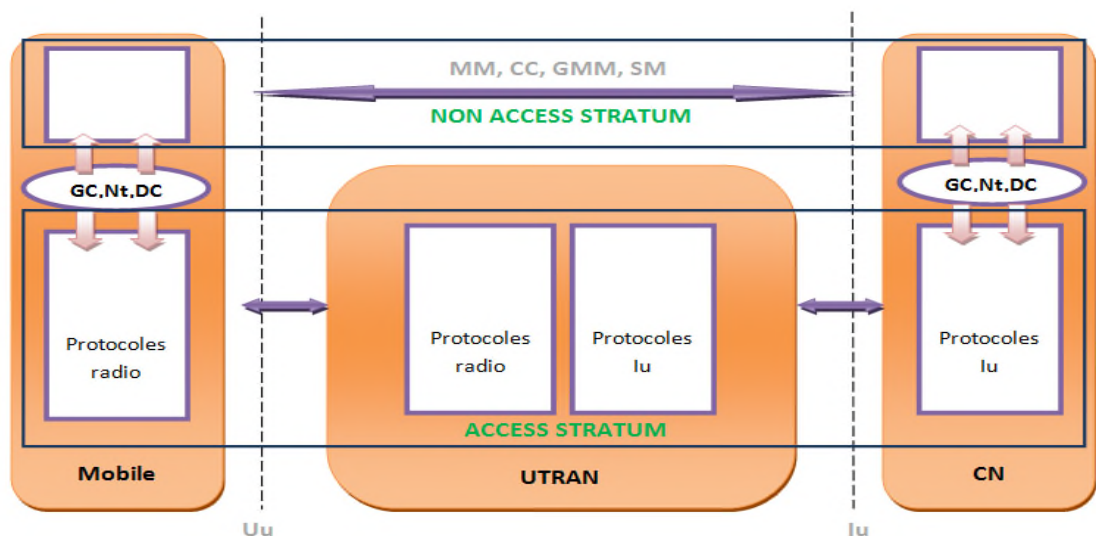 MM, CC, GMM, SM
NON ACCESS STRATUM
GC,Nt,DC
GC,Nt,DC
Protocoles
radio
Protocoles
radio
Protocoles
Iu
Protocoles
Iu
ACCESS STRATUM
Mobile
UTRAN
CN
Uu
Iu